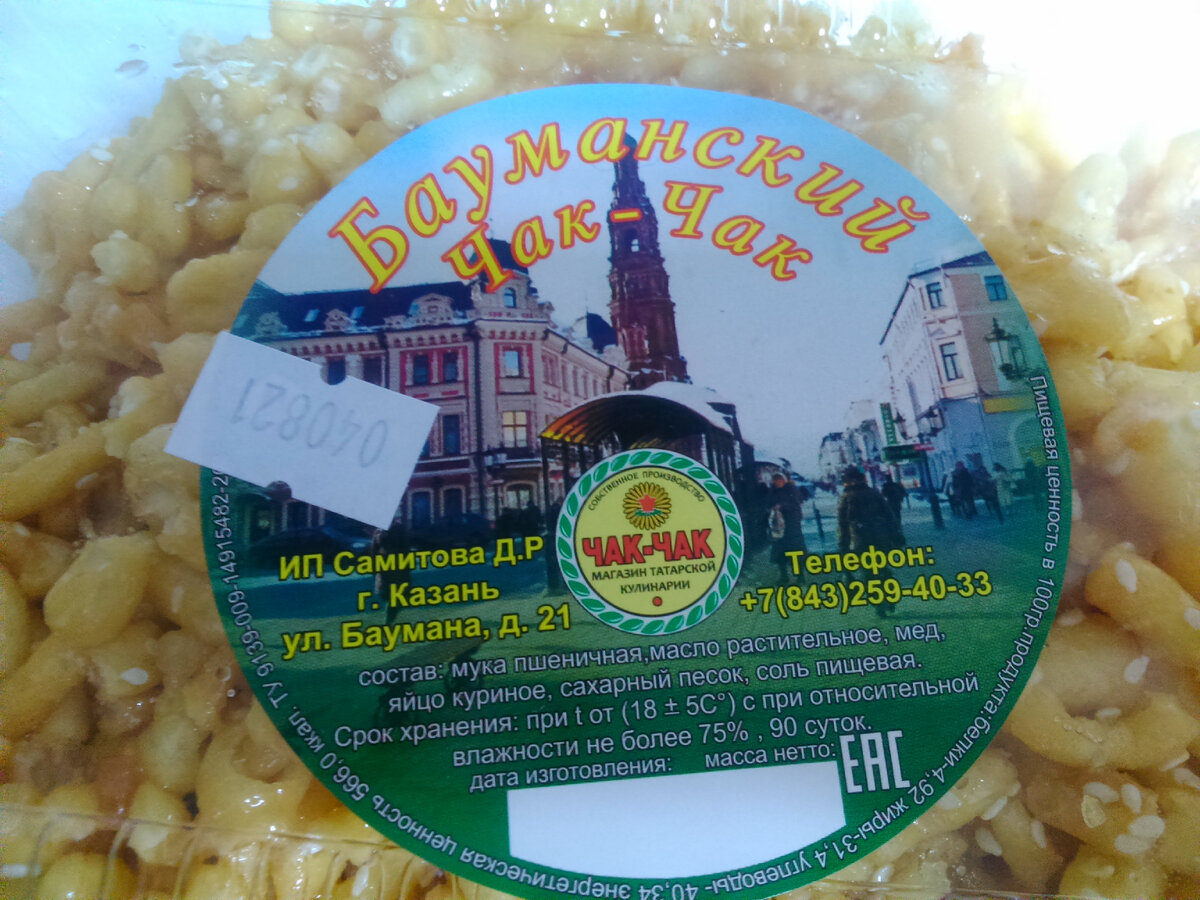 Бауманский
Чак-Чак
010821
СОБСТВЕННОЕ ПРОИЗВОДСТВО
ЧАК-ЧАК
МАГАЗИН ТАТАРСКОЙ
КУЛИНАРИИ
ИП Самитова Д.Р
г. Казань
ул. Баумана, д. 21
Телефон:
+7(843)259-40-33
состав: мука пшеничная,масло растительное, мед,
яйцо куриное, сахарный песок, соль пищевая.
Срок хранения: при t от (18 ± 5С°) с при относительной
влажности не более 75% , 90 суток.
дата изготовления: масса нетто:
ЕАС
Пищевая ценность в 100гр.продукта:белки-4,92 жиры-31,4 углеводы- 40,34 энергетическая ценность 566,0 ккал. ТУ 9139-009-14915482-